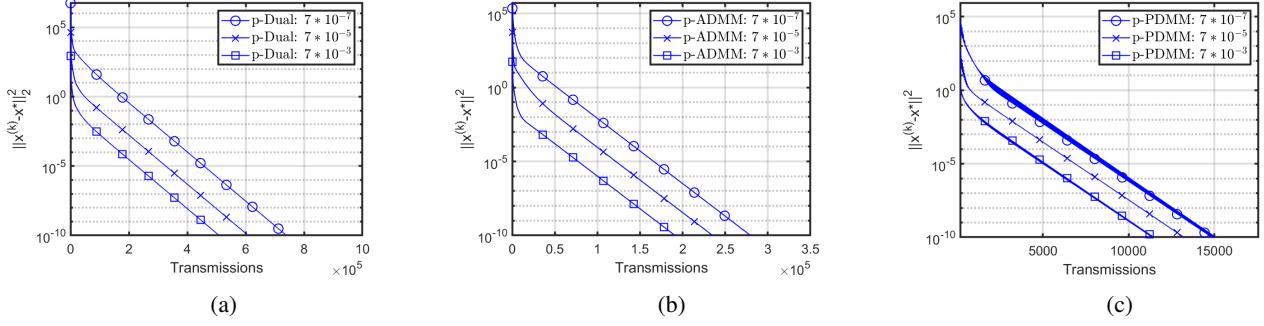 ||x^(k)-x*||_2^2
10^5
10^0
10^-5
10^-10
p-Dual: 7 * 10^-7
p-Dual: 7 * 10^-5
p-Dual: 7 * 10^-3
0 2 4 6 8 10
Transmissions
×10^5
(a)
||x^(k)-x*||^2
10^5
10^0
10^-5
10^-10
p-ADMM: 7 * 10^-7
p-ADMM: 7 * 10^-5
p-ADMM: 7 * 10^-3
0 0.5 1 1.5 2 2.5 3 3.5
Transmissions
×10^5
(b)
||x^(k)-x*||^2
10^5
10^0
10^-5
10^-10
p-PDMM: 7 * 10^-7
p-PDMM: 7 * 10^-5
p-PDMM: 7 * 10^-3
5000 10000 15000
Transmissions
(c)